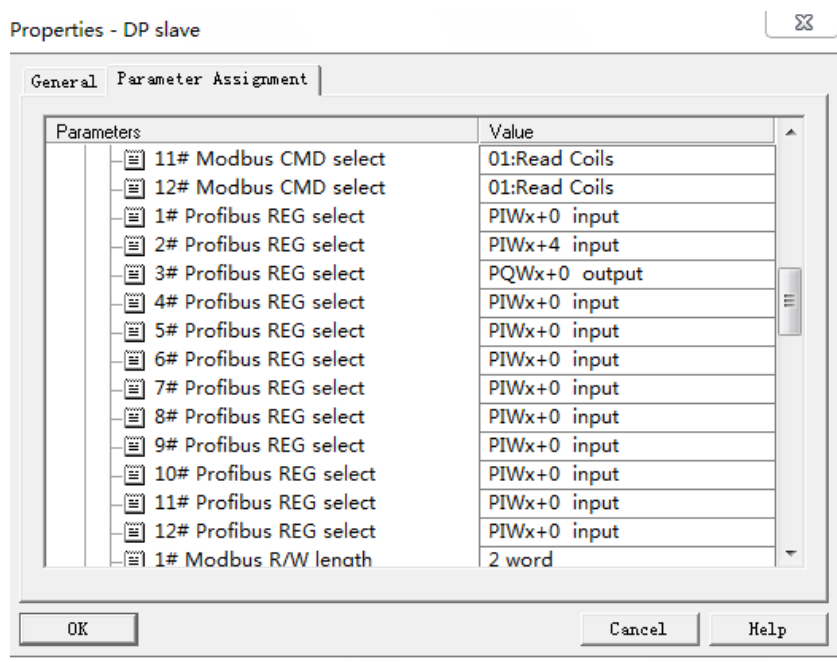 Properties - DP slave
General Parameter Assignment
Parameters Value
11# Modbus CMD select 01:Read Coils
12# Modbus CMD select 01:Read Coils
1# Profibus REG select PIWx+0 input
2# Profibus REG select PIWx+4 input
3# Profibus REG select PQWx+0 output
4# Profibus REG select PIWx+0 input
5# Profibus REG select PIWx+0 input
6# Profibus REG select PIWx+0 input
7# Profibus REG select PIWx+0 input
8# Profibus REG select PIWx+0 input
9# Profibus REG select PIWx+0 input
10# Profibus REG select PIWx+0 input
11# Profibus REG select PIWx+0 input
12# Profibus REG select PIWx+0 input
1# Modbus R/W length 2 word
OK Cancel Help